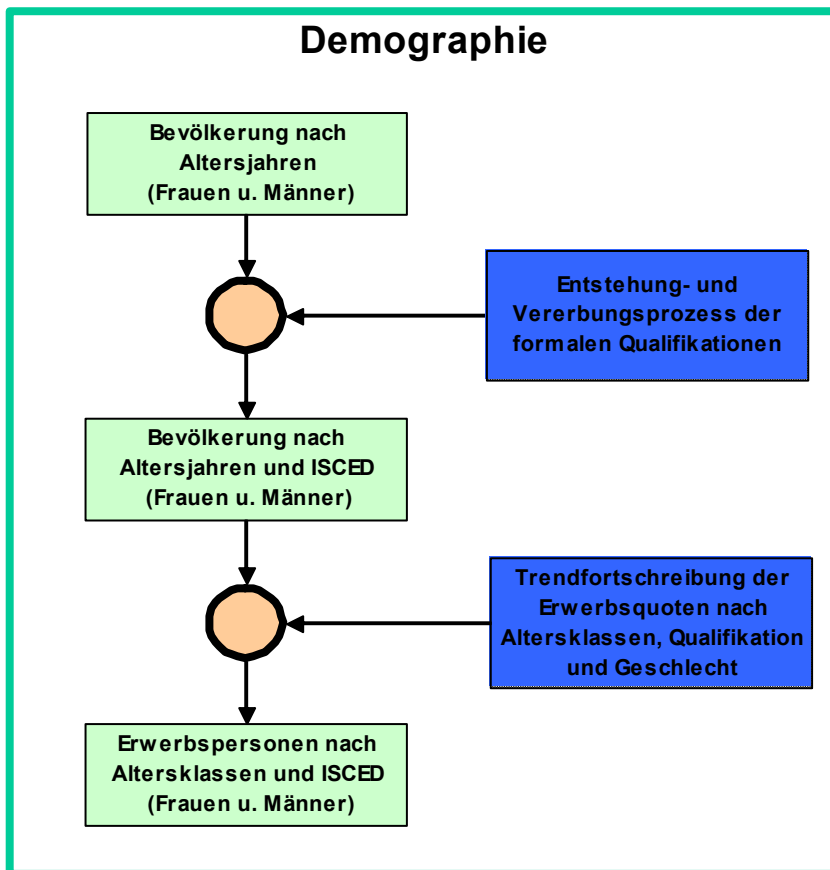 Demographie
Bevölkerung nach
Altersjahren
(Frauen u. Männer)
Entstehung- und
Vererbungsprozess der
formalen Qualifikationen
Bevölkerung nach
Altersjahren und ISCED
(Frauen u. Männer)
Trendfortschreibung der
Erwerbsquoten nach
Altersklassen, Qualifikation
und Geschlecht
Erwerbspersonen nach
Altersklassen und ISCED
(Frauen u. Männer)